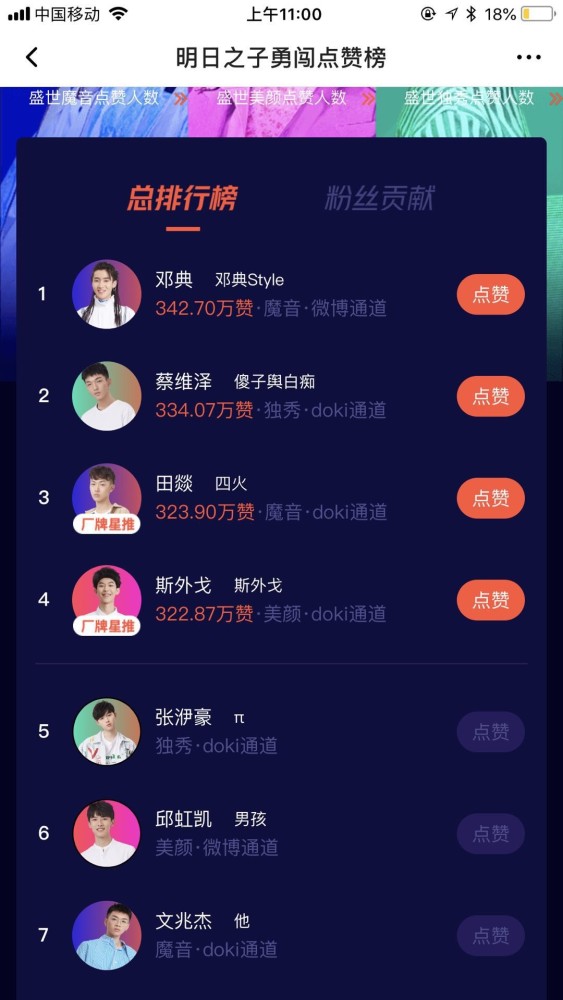 中国移动 上午11:00 18%
明日之子勇闯点赞榜
盛世魔音点赞人数 盛世美颜点赞人数 盛世独秀点赞人数
总排行榜 粉丝贡献
1 邓典 邓典Style
342.70万赞·魔音·微博通道 点赞
2 蔡维泽 傻子舆白痴
334.07万赞·独秀·doki通道 点赞
3 田燚 四火
323.90万赞·魔音·doki通道 点赞
厂牌星推
4 斯外戈 斯外戈
322.87万赞·美颜·doki通道 点赞
厂牌星推
5 张洢豪 π
独秀·doki通道 点赞
6 邱虹凯 男孩
美颜·微博通道 点赞
7 文兆杰 他
魔音·doki通道 点赞